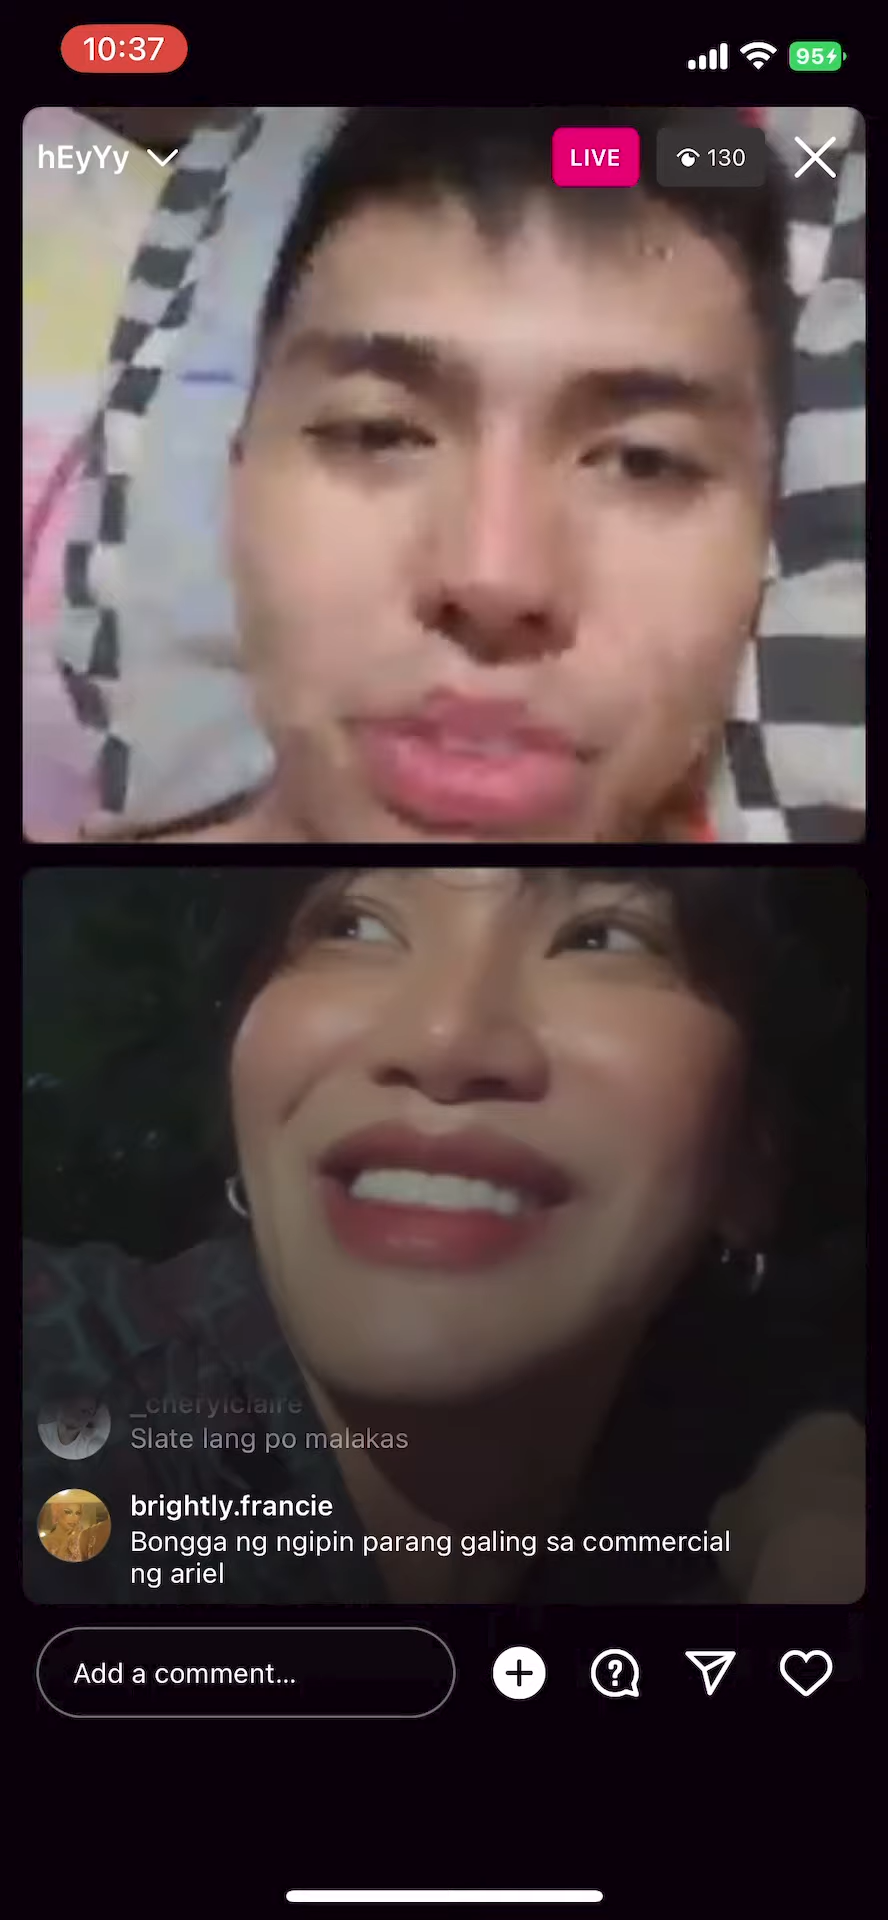 10:37
95
hEyYy
LIVE
130
_cherylclaire
Slate lang po malakas
brightly.francie
Bongga ng ngipin parang galing sa commercial
ng ariel
Add a comment...